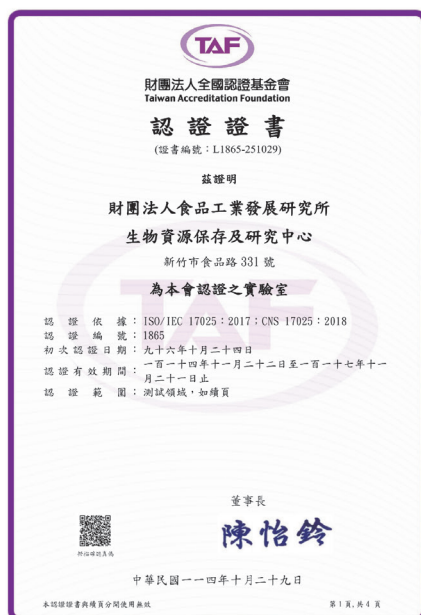 TAF
財團法人全國認證基金會
Taiwan Accreditation Foundation
認證證書
(證書編號：L1865-251029)
茲證明
財團法人食品工業發展研究所
生物資源保存及研究中心
新竹市食品路 331 號
為本會認證之實驗室
認證依據：ISO/IEC 17025：2017；CNS 17025：2018
認證編號：1865
初次認證日期：九十六年十月二十四日
認證有效期間：一百一十四年十一月二十二日至一百一十七年十一
月二十一日止
認證範圍：測試領域，如續頁
董事長
陳怡鈴
中華民國一一四年十月二十九日
本認證證書與續頁分開使用無效
第1頁,共4頁